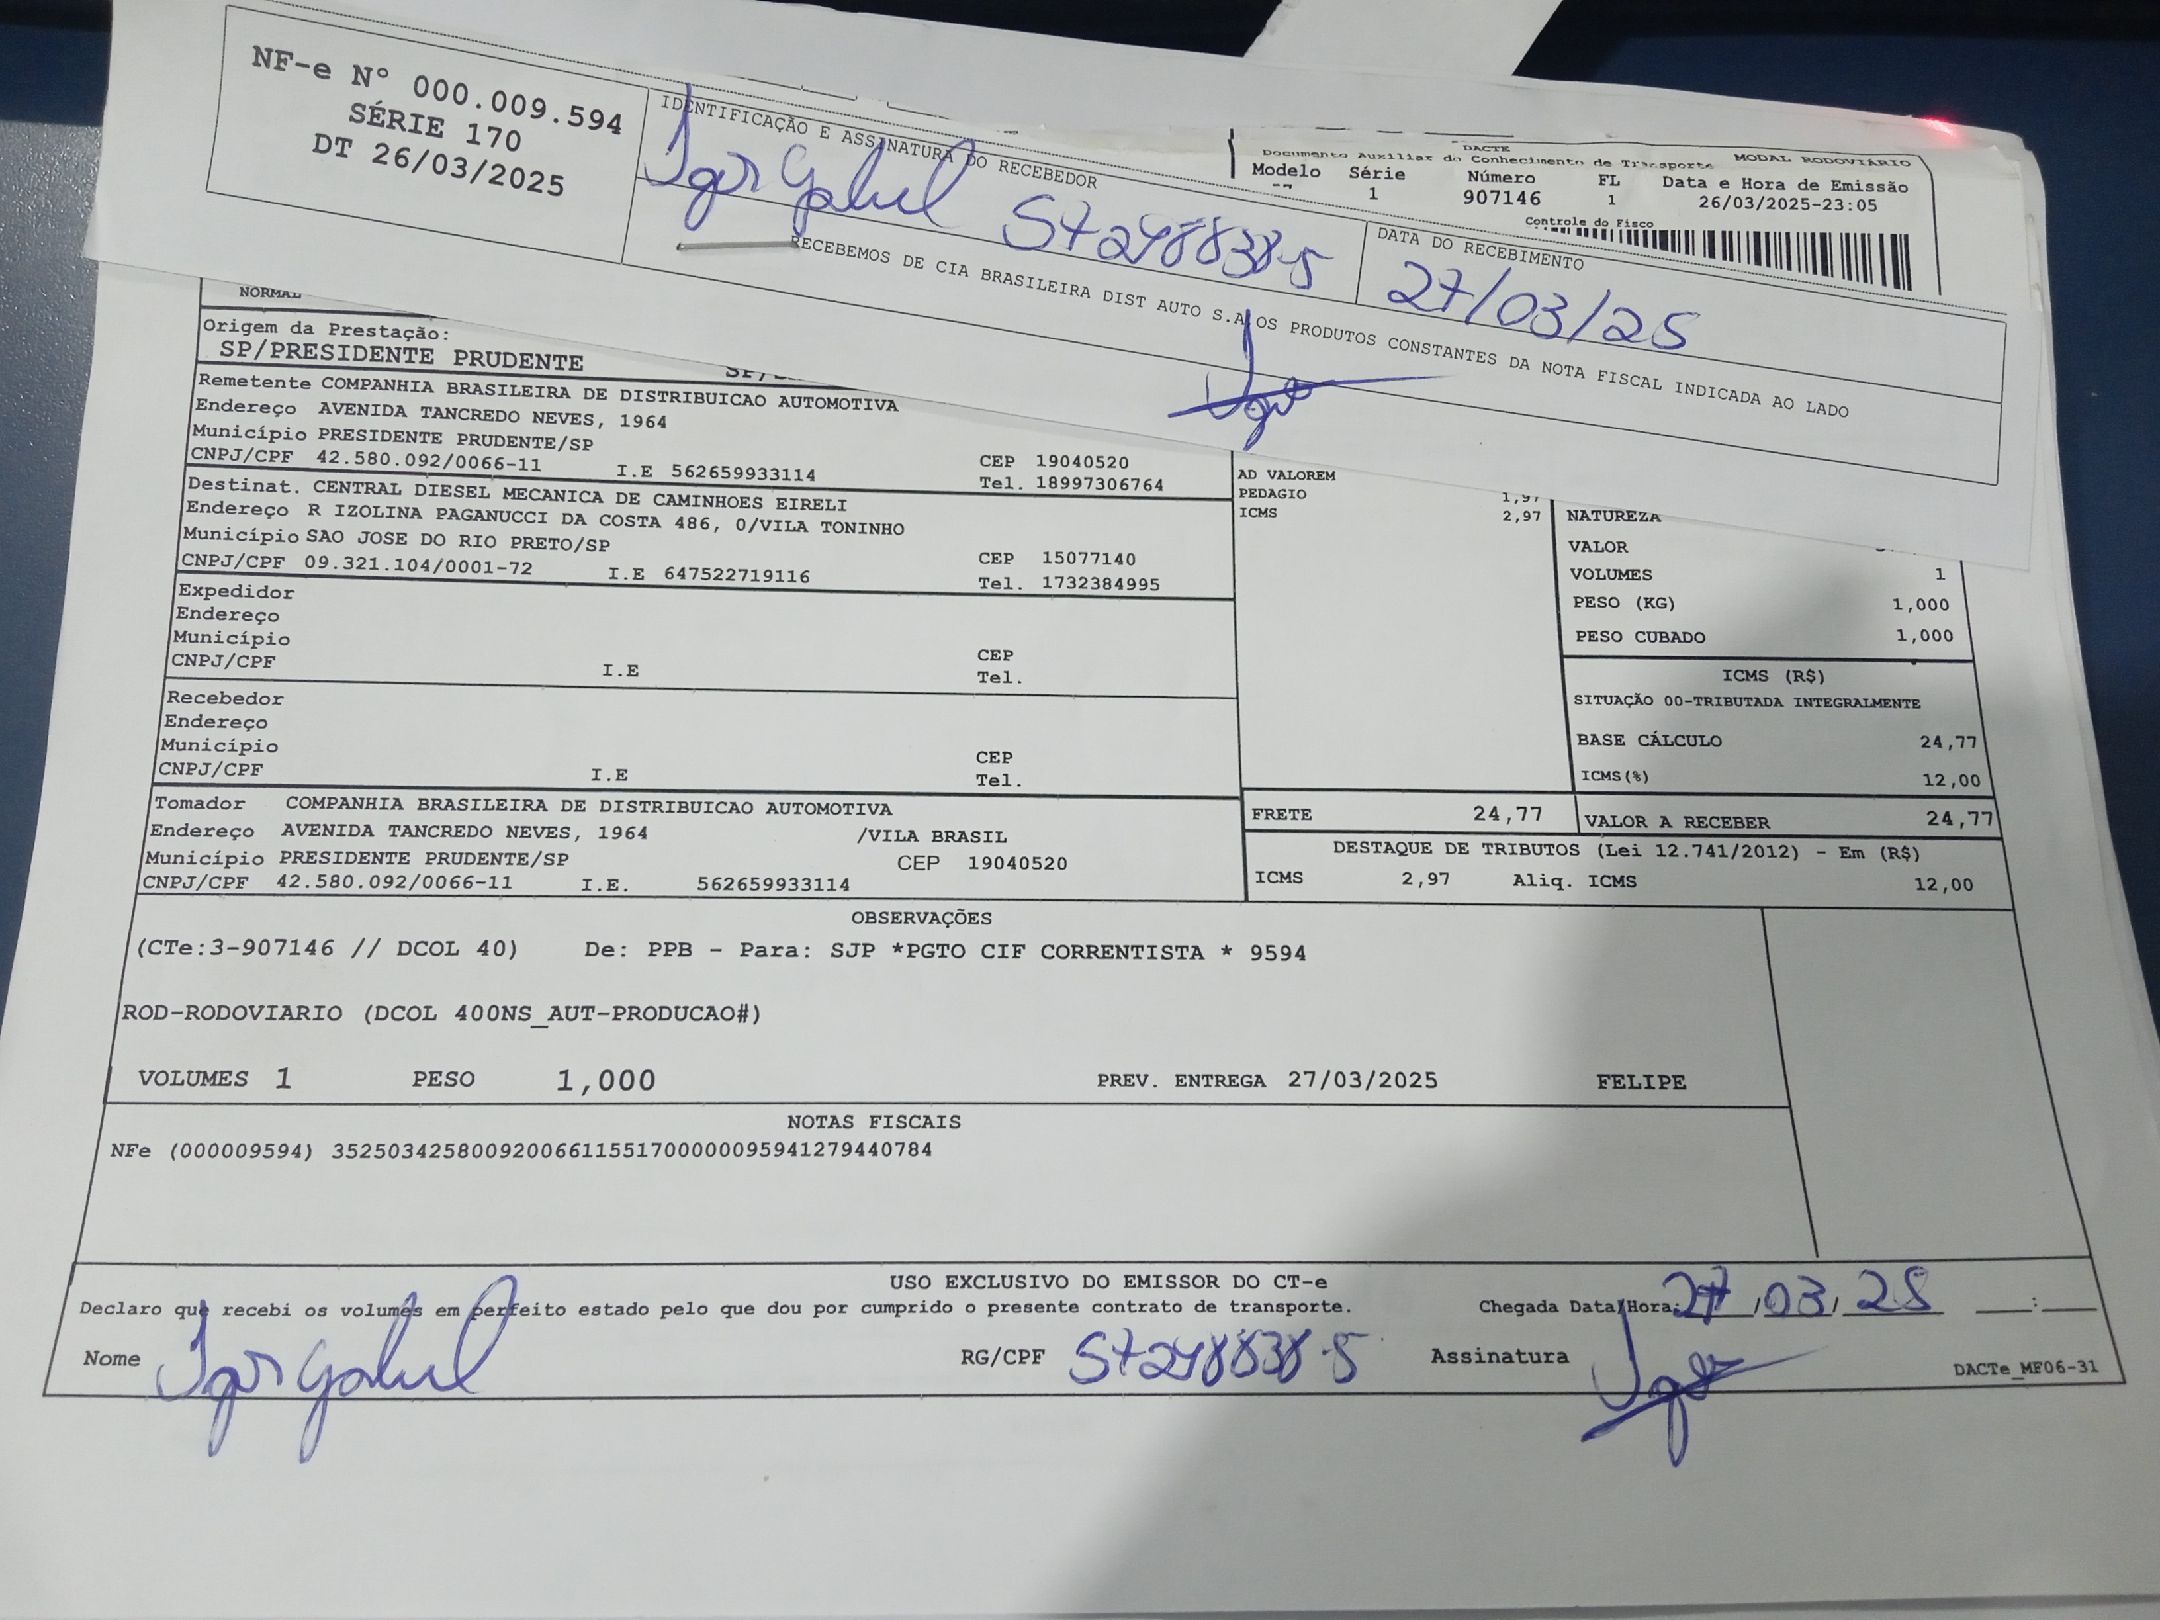 NF-e Nº 000.009.594
SÉRIE 170
DT 26/03/2025
IDENTIFICAÇÃO E ASSINATURA DO RECEBEDOR
Igor Gabriel 57248838-5
DATA DO RECEBIMENTO
27/03/25
RECEBEMOS DE CIA BRASILEIRA DIST AUTO S.A OS PRODUTOS CONSTANTES DA NOTA FISCAL INDICADA AO LADO
Igor
DACTE
Documento Auxiliar do Conhecimento de Transporte MODAL RODOVIÁRIO
Modelo Série Número FL Data e Hora de Emissão
1 907146 1 26/03/2025-23:05
Controle do Fisco
NORMAL
Origem da Prestação:
SP/PRESIDENTE PRUDENTE
Remetente COMPANHIA BRASILEIRA DE DISTRIBUICAO AUTOMOTIVA
Endereço AVENIDA TANCREDO NEVES, 1964
Município PRESIDENTE PRUDENTE/SP CEP 19040520
CNPJ/CPF 42.580.092/0066-11 I.E 562659933114 Tel. 18997306764
Destinat. CENTRAL DIESEL MECANICA DE CAMINHOES EIRELI
Endereço R IZOLINA PAGANUCCI DA COSTA 486, 0/VILA TONINHO
Município SAO JOSE DO RIO PRETO/SP CEP 15077140
CNPJ/CPF 09.321.104/0001-72 I.E 647522719116 Tel. 1732384995
Expedidor
Endereço
Município CEP
CNPJ/CPF I.E Tel.
Recebedor
Endereço
Município CEP
CNPJ/CPF I.E Tel.
Tomador COMPANHIA BRASILEIRA DE DISTRIBUICAO AUTOMOTIVA
Endereço AVENIDA TANCREDO NEVES, 1964 /VILA BRASIL
Município PRESIDENTE PRUDENTE/SP CEP 19040520
CNPJ/CPF 42.580.092/0066-11 I.E. 562659933114
AD VALOREM
PEDAGIO 1,97
ICMS 2,97
NATUREZA
VALOR
VOLUMES 1
PESO (KG) 1,000
PESO CUBADO 1,000
ICMS (R$)
SITUAÇÃO 00-TRIBUTADA INTEGRALMENTE
BASE CÁLCULO 24,77
ICMS(%) 12,00
FRETE 24,77 VALOR A RECEBER 24,77
DESTAQUE DE TRIBUTOS (Lei 12.741/2012) - Em (R$)
ICMS 2,97 Aliq. ICMS 12,00
OBSERVAÇÕES
(CTe:3-907146 // DCOL 40) De: PPB - Para: SJP *PGTO CIF CORRENTISTA * 9594
ROD-RODOVIARIO (DCOL 400NS_AUT-PRODUCAO#)
VOLUMES 1 PESO 1,000 PREV. ENTREGA 27/03/2025 FELIPE
NOTAS FISCAIS
NFe (000009594) 35250342580092006611551700000095941279440784
USO EXCLUSIVO DO EMISSOR DO CT-e
Declaro que recebi os volumes em perfeito estado pelo que dou por cumprido o presente contrato de transporte. Chegada Data/Hora: 27/03/25 __:__
Nome Igor Gabriel RG/CPF 57248838-5 Assinatura Igor
DACTe_MF06-31